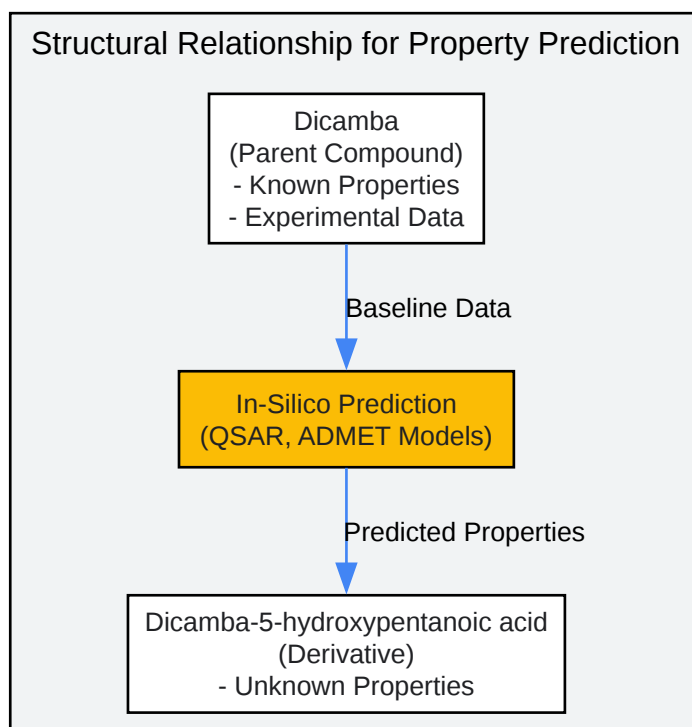 Structural Relationship for Property Prediction
Dicamba
(Parent Compound)
- Known Properties
- Experimental Data
Baseline Data
In-Silico Prediction
(QSAR, ADMET Models)
Predicted Properties
Dicamba-5-hydroxypentanoic acid
(Derivative)
- Unknown Properties